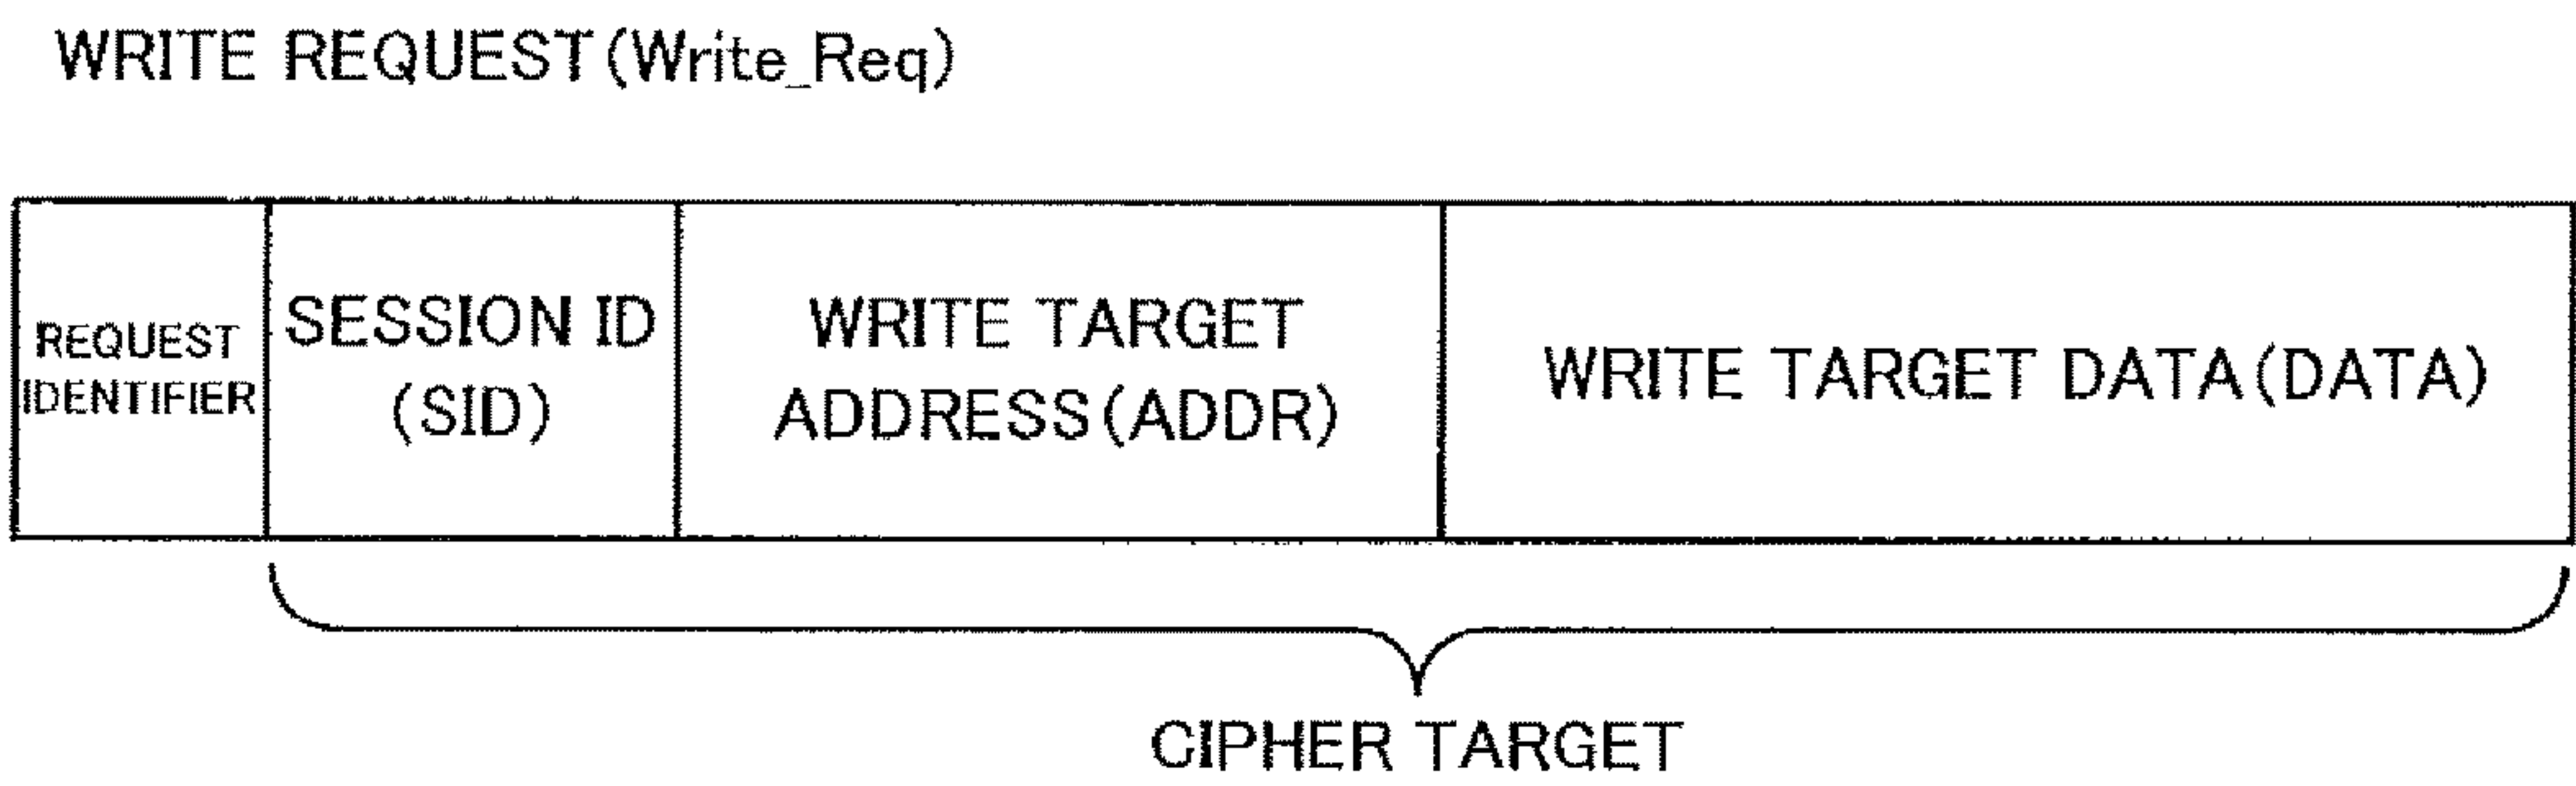 WRITE REQUEST(Write_Req)
REQUEST
IDENTIFIER
SESSION ID
(SID)
WRITE TARGET
ADDRESS(ADDR)
WRITE TARGET DATA(DATA)
CIPHER TARGET